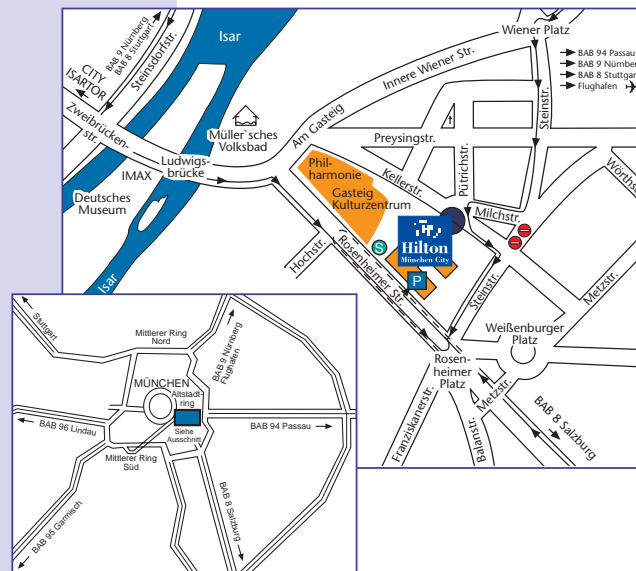 Isar
Wiener Platz
BAB 9 Nürnberg
BAB 8 Stuttgart
Steinsdorfstr.
CITY
ISARTOR
Innere Wiener Str.
BAB 94 Passau
BAB 9 Nürnberg
BAB 8 Stuttgart
Flughafen
Zweibrücken-
str.
Müller`sches
Volksbad
Am Gasteig
Preysingstr.
Steinstr.
IMAX
Ludwigs-
brücke
Phil-
harmonie
Kellerstr.
Pütrichstr.
Wörthstr.
Deutsches
Museum
Gasteig
Kulturzentrum
Milchstr.
S
Hilton
München City
P
Hochstr.
Rosenheimer Str.
Steinstr.
Metzstr.
Isar
Weißenburger
Platz
Rosen-
heimer
Platz
Metzstr.
Franziskanerstr.
Balanstr.
BAB 8 Salzburg
Stuttgart
Mittlerer Ring
Nord
BAB 9 Nürnberg
Flughafen
MÜNCHEN
Altstadt-
ring
BAB 96 Lindau
Siehe
Ausschnitt
BAB 94 Passau
Mittlerer Ring
Süd
BAB 95 Garmisch
BAB 8 Salzburg